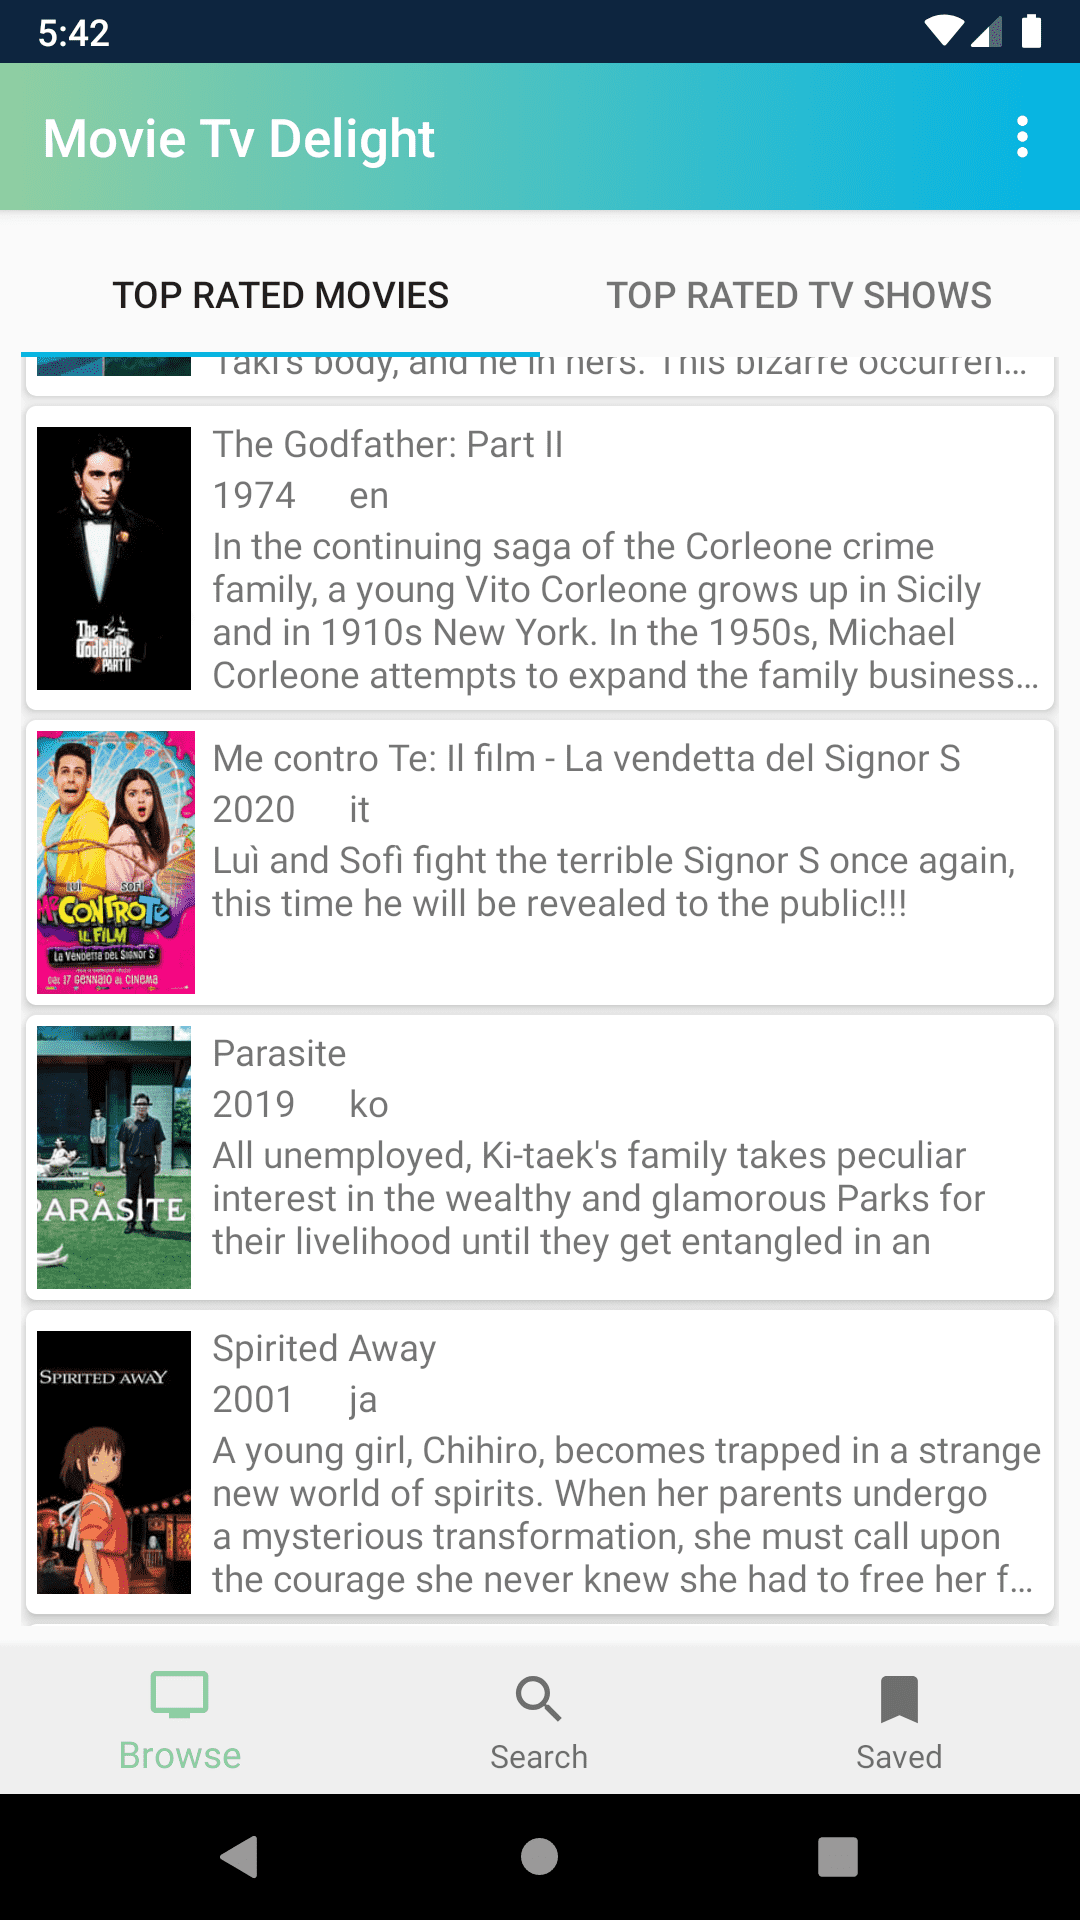 5:42
Movie Tv Delight
TOP RATED MOVIES
TOP RATED TV SHOWS
Taki's body, and he in hers. This bizarre occurren...
The Godfather: Part II
1974 en
In the continuing saga of the Corleone crime
family, a young Vito Corleone grows up in Sicily
and in 1910s New York. In the 1950s, Michael
Corleone attempts to expand the family business...
The
Godfather
PART II
Me contro Te: Il film - La vendetta del Signor S
2020 it
Luì and Sofì fight the terrible Signor S once again,
this time he will be revealed to the public!!!
LUÌ SOFÌ
ME CONTRO TE
IL FILM
LA VENDETTA DEL SIGNOR S
DAL 17 GENNAIO AL CINEMA
Parasite
2019 ko
All unemployed, Ki-taek's family takes peculiar
interest in the wealthy and glamorous Parks for
their livelihood until they get entangled in an
PARASITE
Spirited Away
2001 ja
A young girl, Chihiro, becomes trapped in a strange
new world of spirits. When her parents undergo
a mysterious transformation, she must call upon
the courage she never knew she had to free her f...
SPIRITED AWAY
Browse
Search
Saved